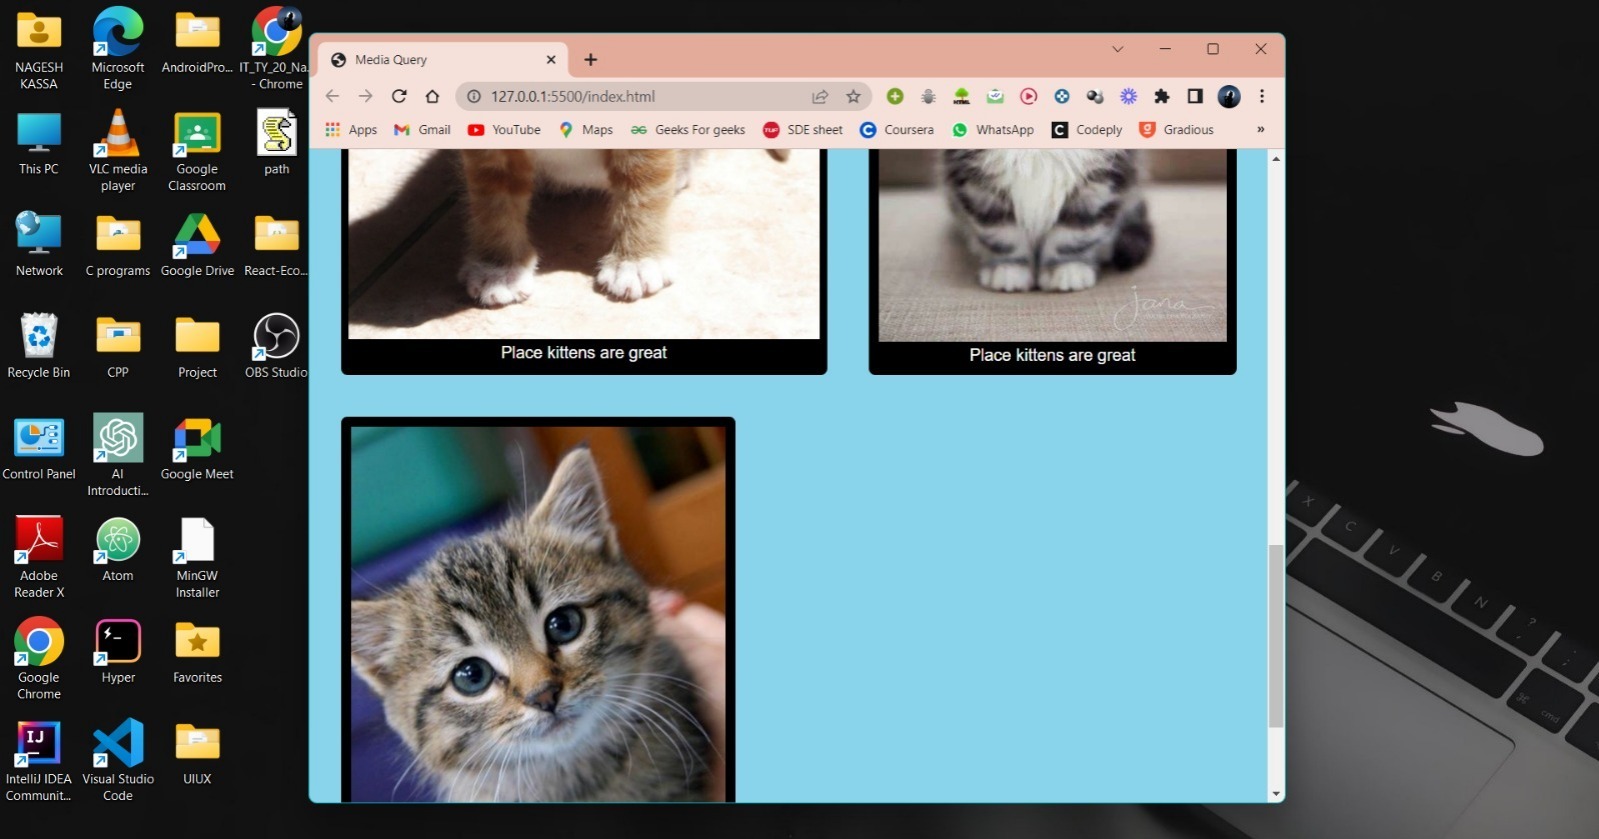 NAGESH
KASSA
Microsoft
Edge
AndroidPro...
IT_TY_20_Na...
- Chrome
This PC
VLC media
player
Google
Classroom
path
Network
C programs
Google Drive
React-Eco...
Recycle Bin
CPP
Project
OBS Studio
Control Panel
AI
Introducti...
Google Meet
Adobe
Reader X
Atom
MinGW
Installer
Google
Chrome
Hyper
Favorites
IJ
IntelliJ IDEA
Communit...
Visual Studio
Code
UIUX
Media Query
127.0.0.1:5500/index.html
Apps Gmail YouTube Maps Geeks For geeks SDE sheet Coursera WhatsApp Codeply Gradious »
Place kittens are great
Place kittens are great
jana
X C V B N ? ;
cmd